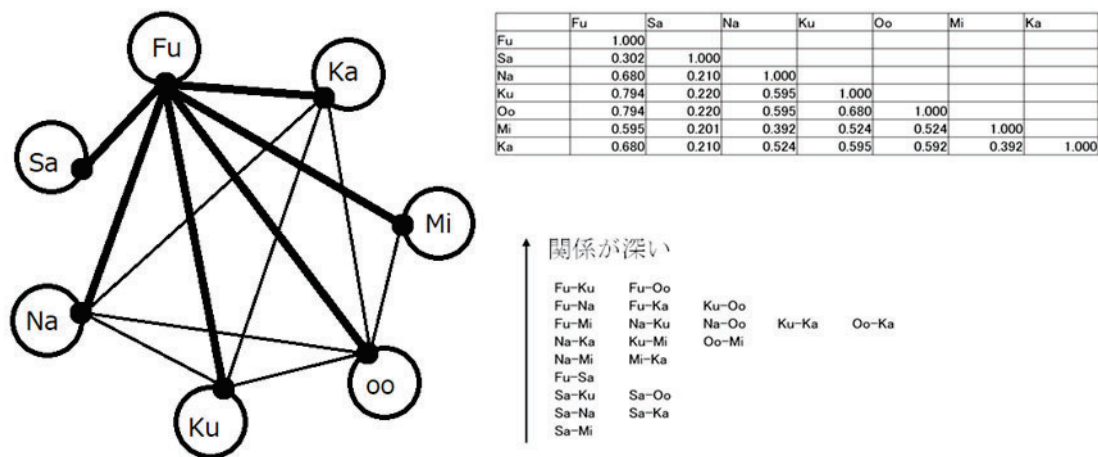 Fu
Ka
Sa
Mi
Na
oo
Ku
Fu Sa Na Ku Oo Mi Ka
Fu 1.000
Sa 0.302 1.000
Na 0.680 0.210 1.000
Ku 0.794 0.220 0.595 1.000
Oo 0.794 0.220 0.595 0.680 1.000
Mi 0.595 0.201 0.392 0.524 0.524 1.000
Ka 0.680 0.210 0.524 0.595 0.592 0.392 1.000
関係が深い
Fu-Ku Fu-Oo
Fu-Na Fu-Ka Ku-Oo
Fu-Mi Na-Ku Na-Oo Ku-Ka Oo-Ka
Na-Ka Ku-Mi Oo-Mi
Na-Mi Mi-Ka
Fu-Sa
Sa-Ku Sa-Oo
Sa-Na Sa-Ka
Sa-Mi